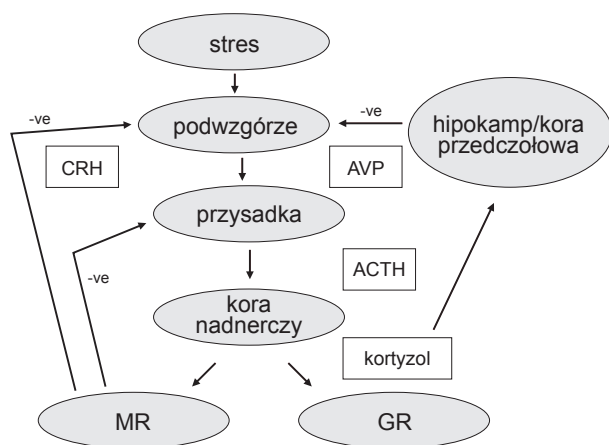 stres
-ve
-ve
podwzgórze
hipokamp/kora
przedczołowa
CRH
AVP
przysadka
-ve
ACTH
kora
nadnerczy
kortyzol
MR
GR